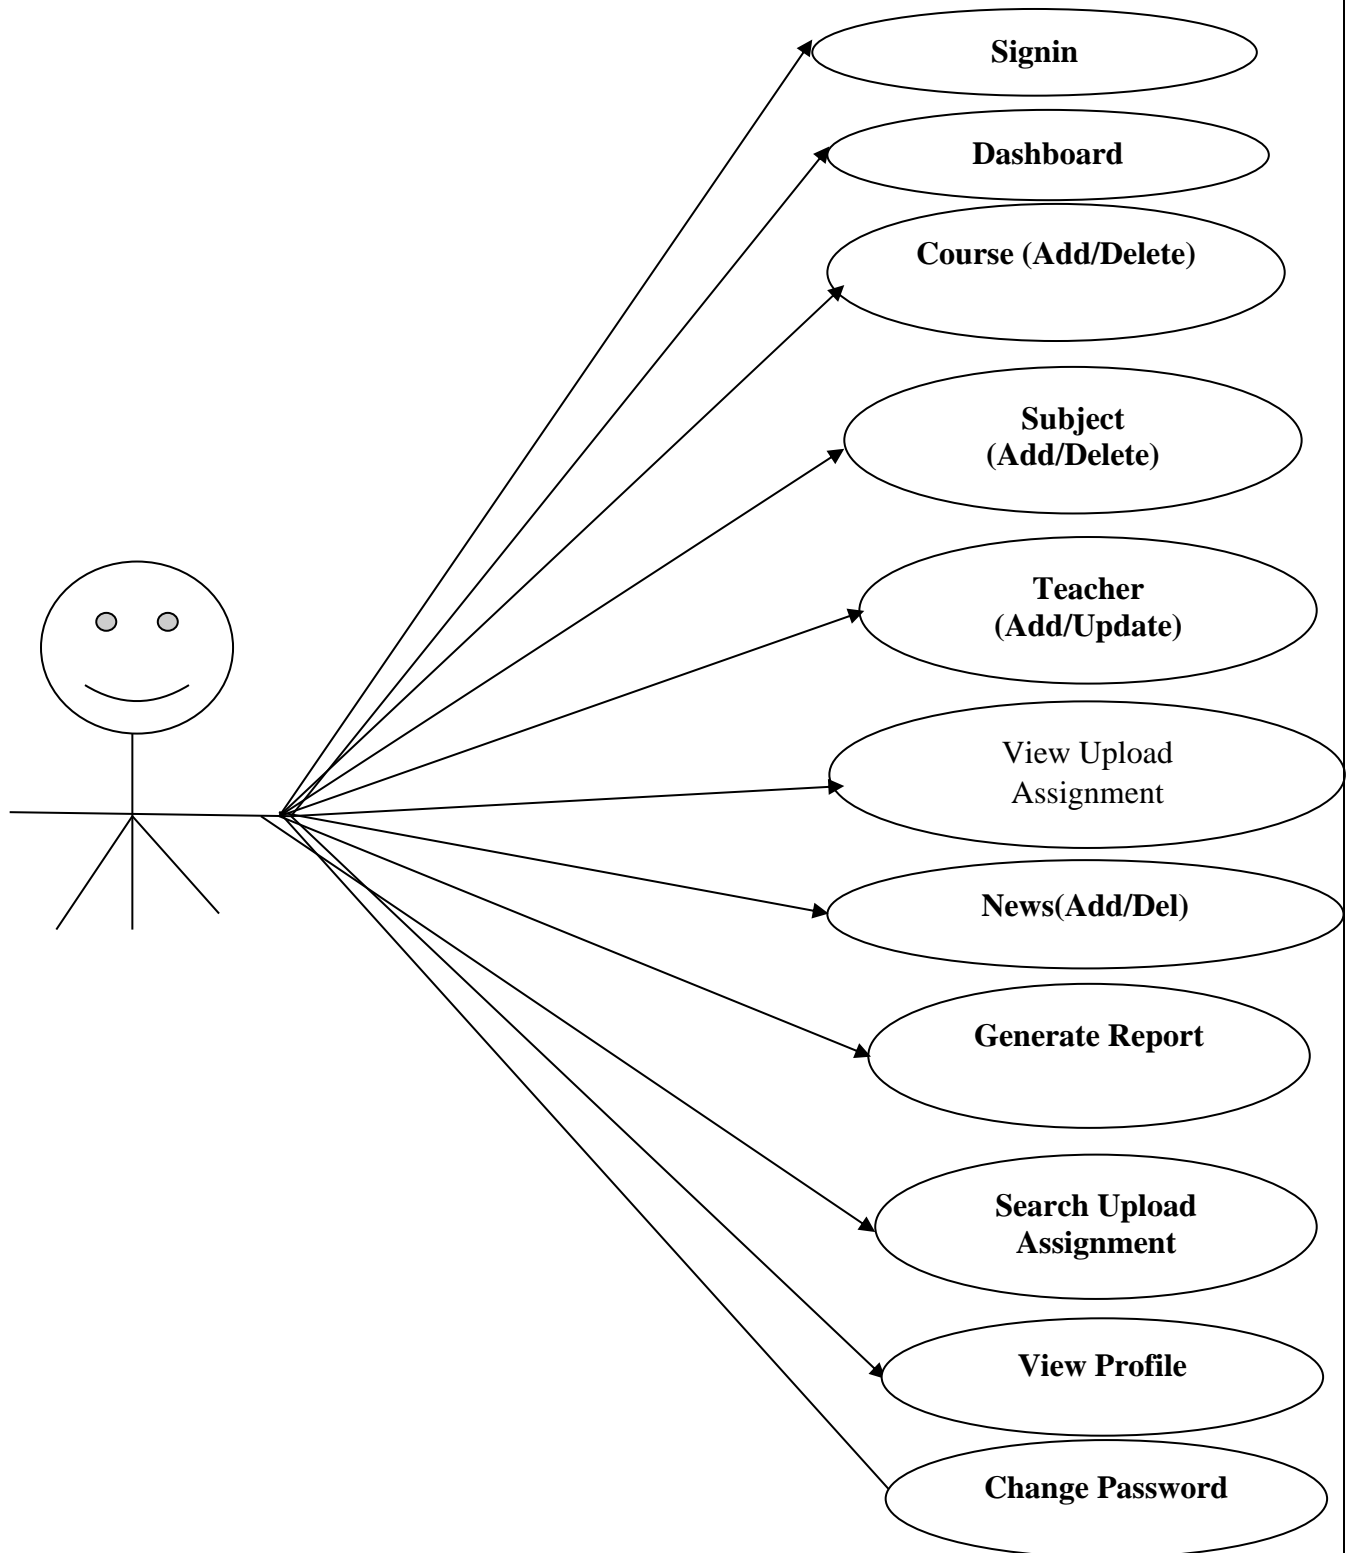 Signin
Dashboard
Course (Add/Delete)
Subject
(Add/Delete)
Teacher
(Add/Update)
View Upload
Assignment
News(Add/Del)
Generate Report
Search Upload
Assignment
View Profile
Change Password